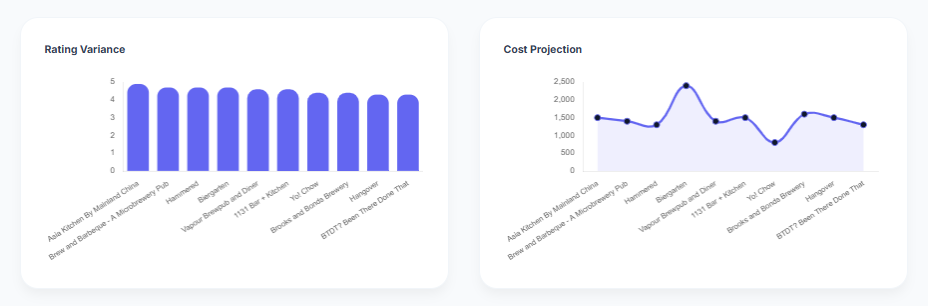 Rating Variance
5
4
3
2
1
0
Asia Kitchen By Mainland China
Brew and Barbeque - A Microbrewery Pub
Hammered
Biergarten
Vapour Brewpub and Diner
1131 Bar + Kitchen
Yo! Chow
Brooks and Bonds Brewery
Hangover
BTDT? Been There Done That
Cost Projection
2,500
2,000
1,500
1,000
500
0
Asia Kitchen By Mainland China
Brew and Barbeque - A Microbrewery Pub
Hammered
Biergarten
Vapour Brewpub and Diner
1131 Bar + Kitchen
Yo! Chow
Brooks and Bonds Brewery
Hangover
BTDT? Been There Done That